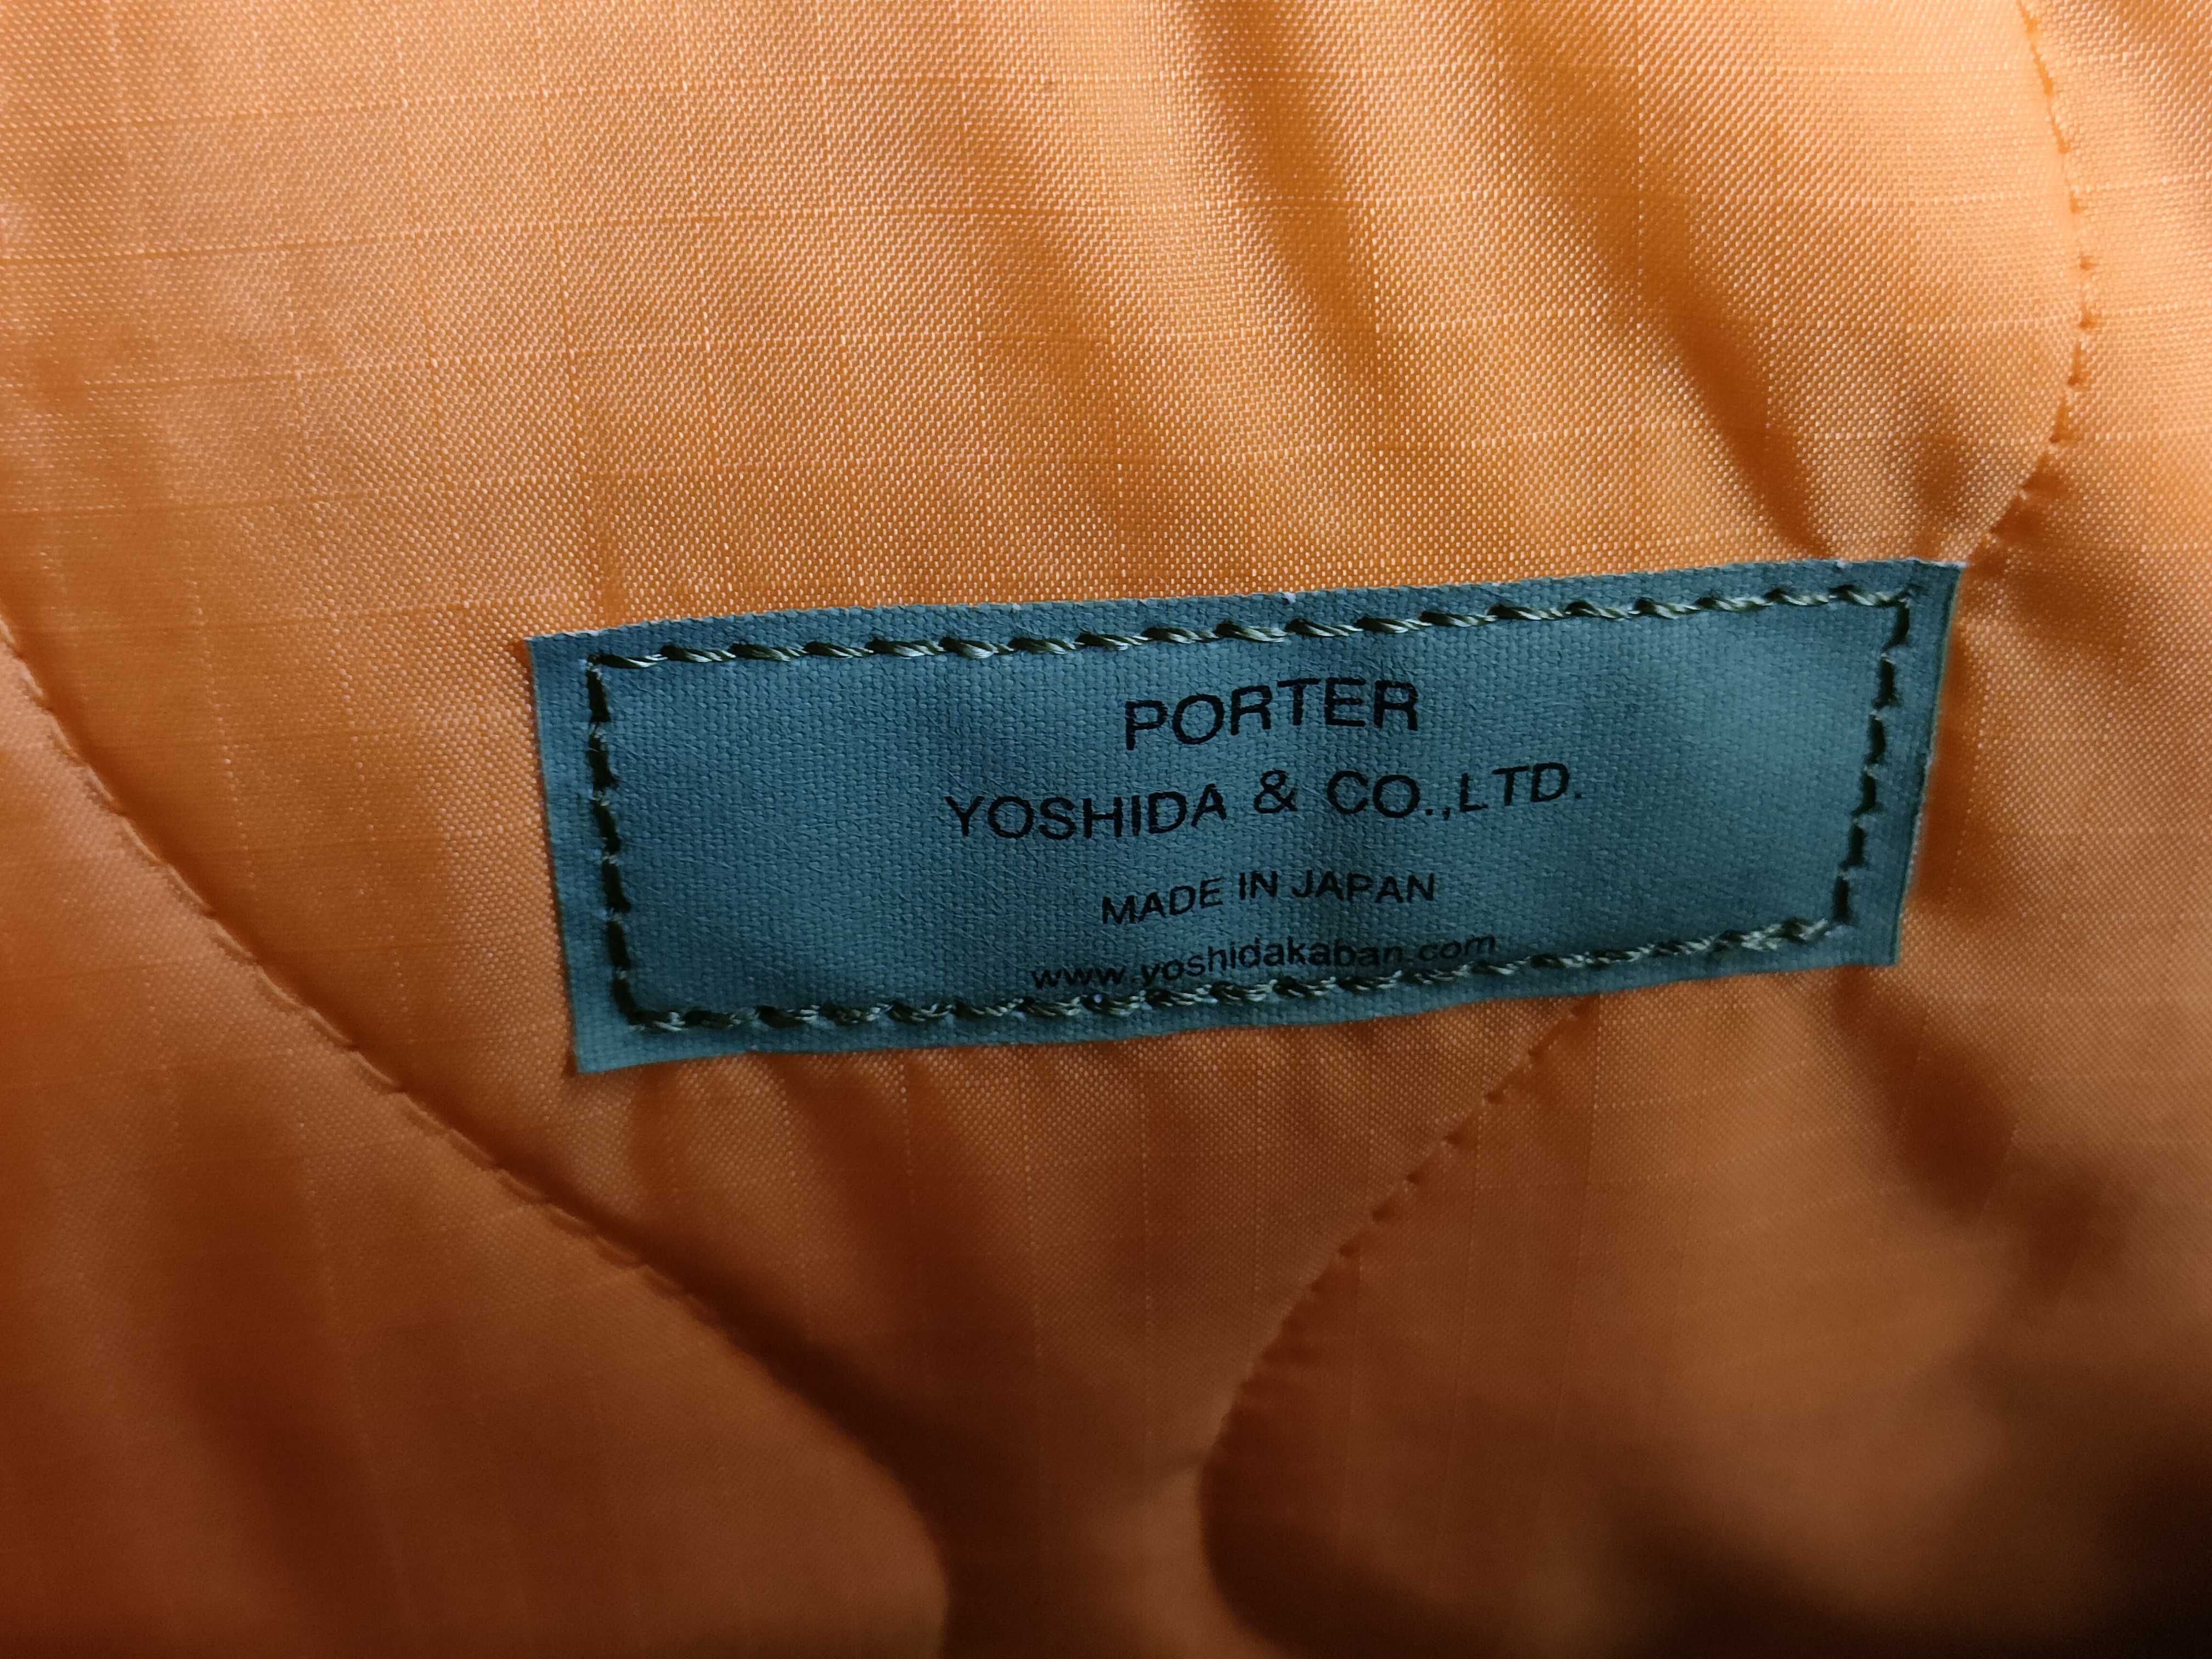 PORTER
YOSHIDA & CO.,LTD.
MADE IN JAPAN
www.yoshidakaban.com